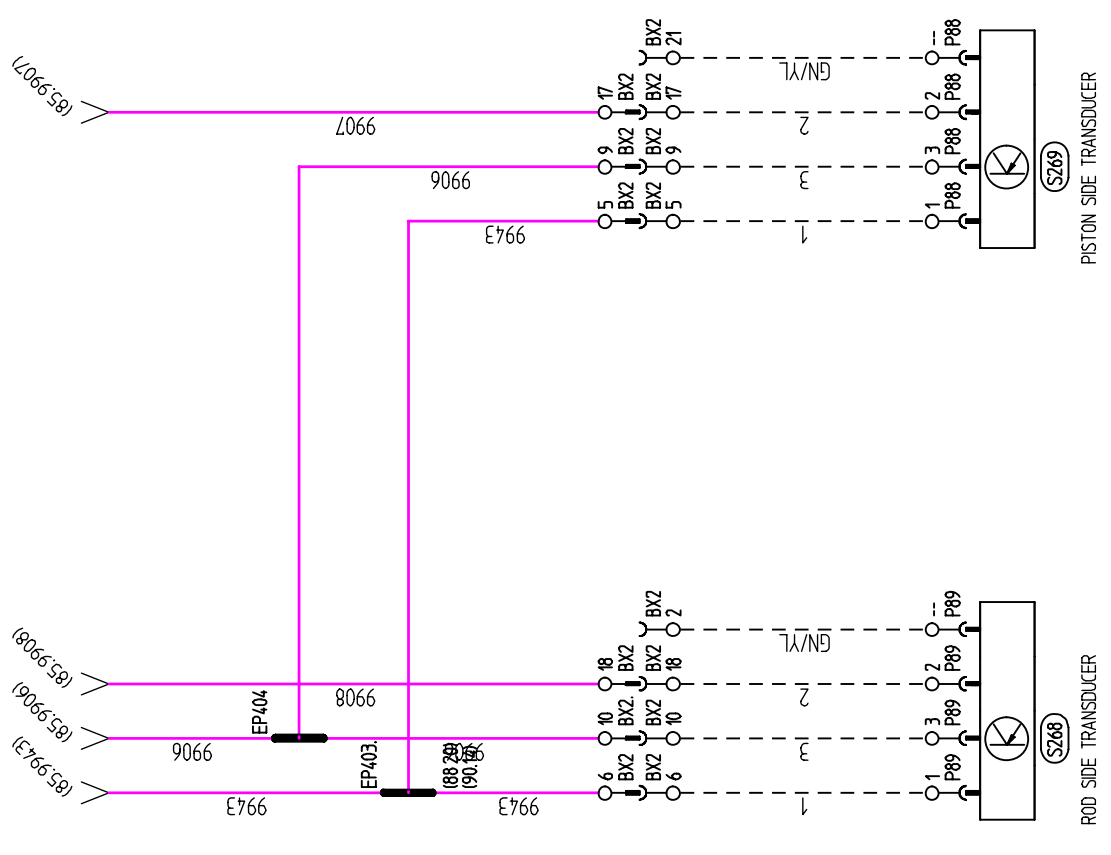 (85.9907)
9907
17
BX2
BX2
21
BX2
17
GN/YL
2
--
P88
2
P88
9906
9
BX2
BX2
9
3
3
P88
9943
5
BX2
BX2
5
1
1
P88
S269
PISTON SIDE TRANSDUCER
(85.9908)
9908
18
BX2
BX2
2
BX2
18
GN/YL
2
--
P89
2
P89
(85.9906)
9906
EP404
10
BX2.
BX2
10
3
3
P89
(85.9943)
9943
EP403.
9943
6
BX2
BX2
6
1
1
P89
S268
ROD SIDE TRANSDUCER